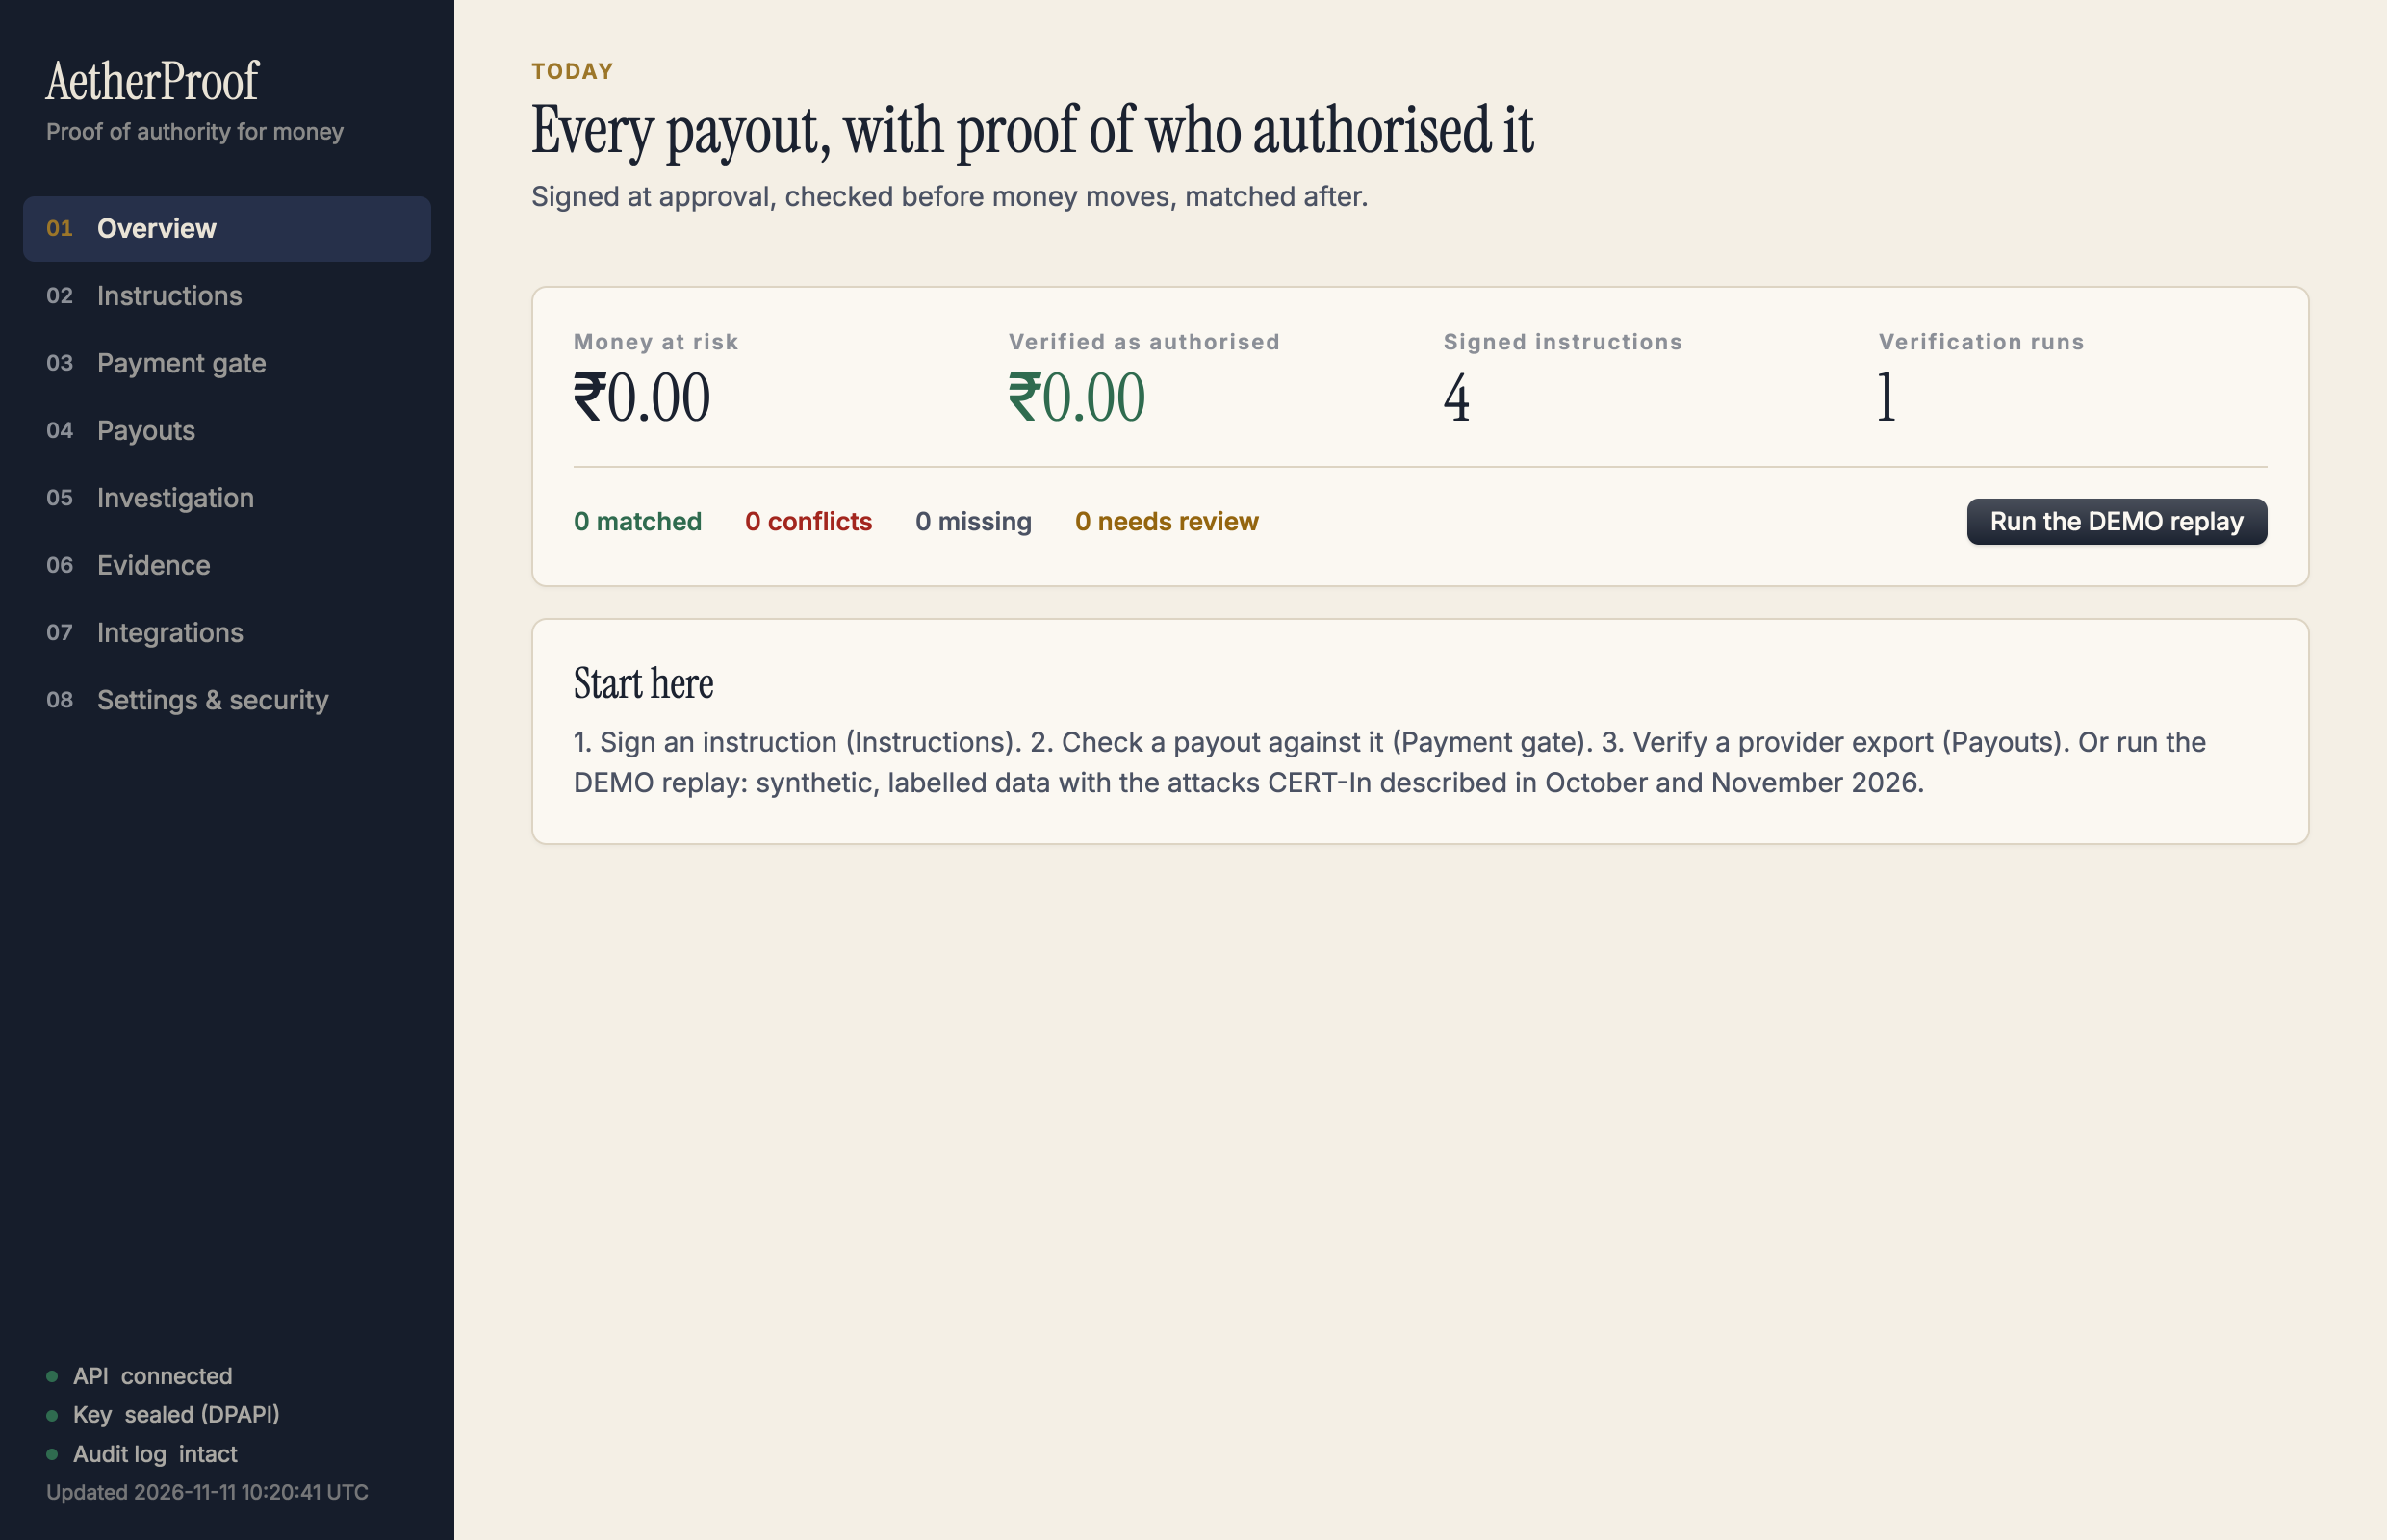 AetherProof
Proof of authority for money
01 Overview
02 Instructions
03 Payment gate
04 Payouts
05 Investigation
06 Evidence
07 Integrations
08 Settings & security
API connected
Key sealed (DPAPI)
Audit log intact
Updated 2026-11-11 10:20:41 UTC
TODAY
Every payout, with proof of who authorised it
Signed at approval, checked before money moves, matched after.
Money at risk
₹0.00
Verified as authorised
₹0.00
Signed instructions
4
Verification runs
1
0 matched 0 conflicts 0 missing 0 needs review
Run the DEMO replay
Start here
1. Sign an instruction (Instructions). 2. Check a payout against it (Payment gate). 3. Verify a provider export (Payouts). Or run the
DEMO replay: synthetic, labelled data with the attacks CERT-In described in October and November 2026.